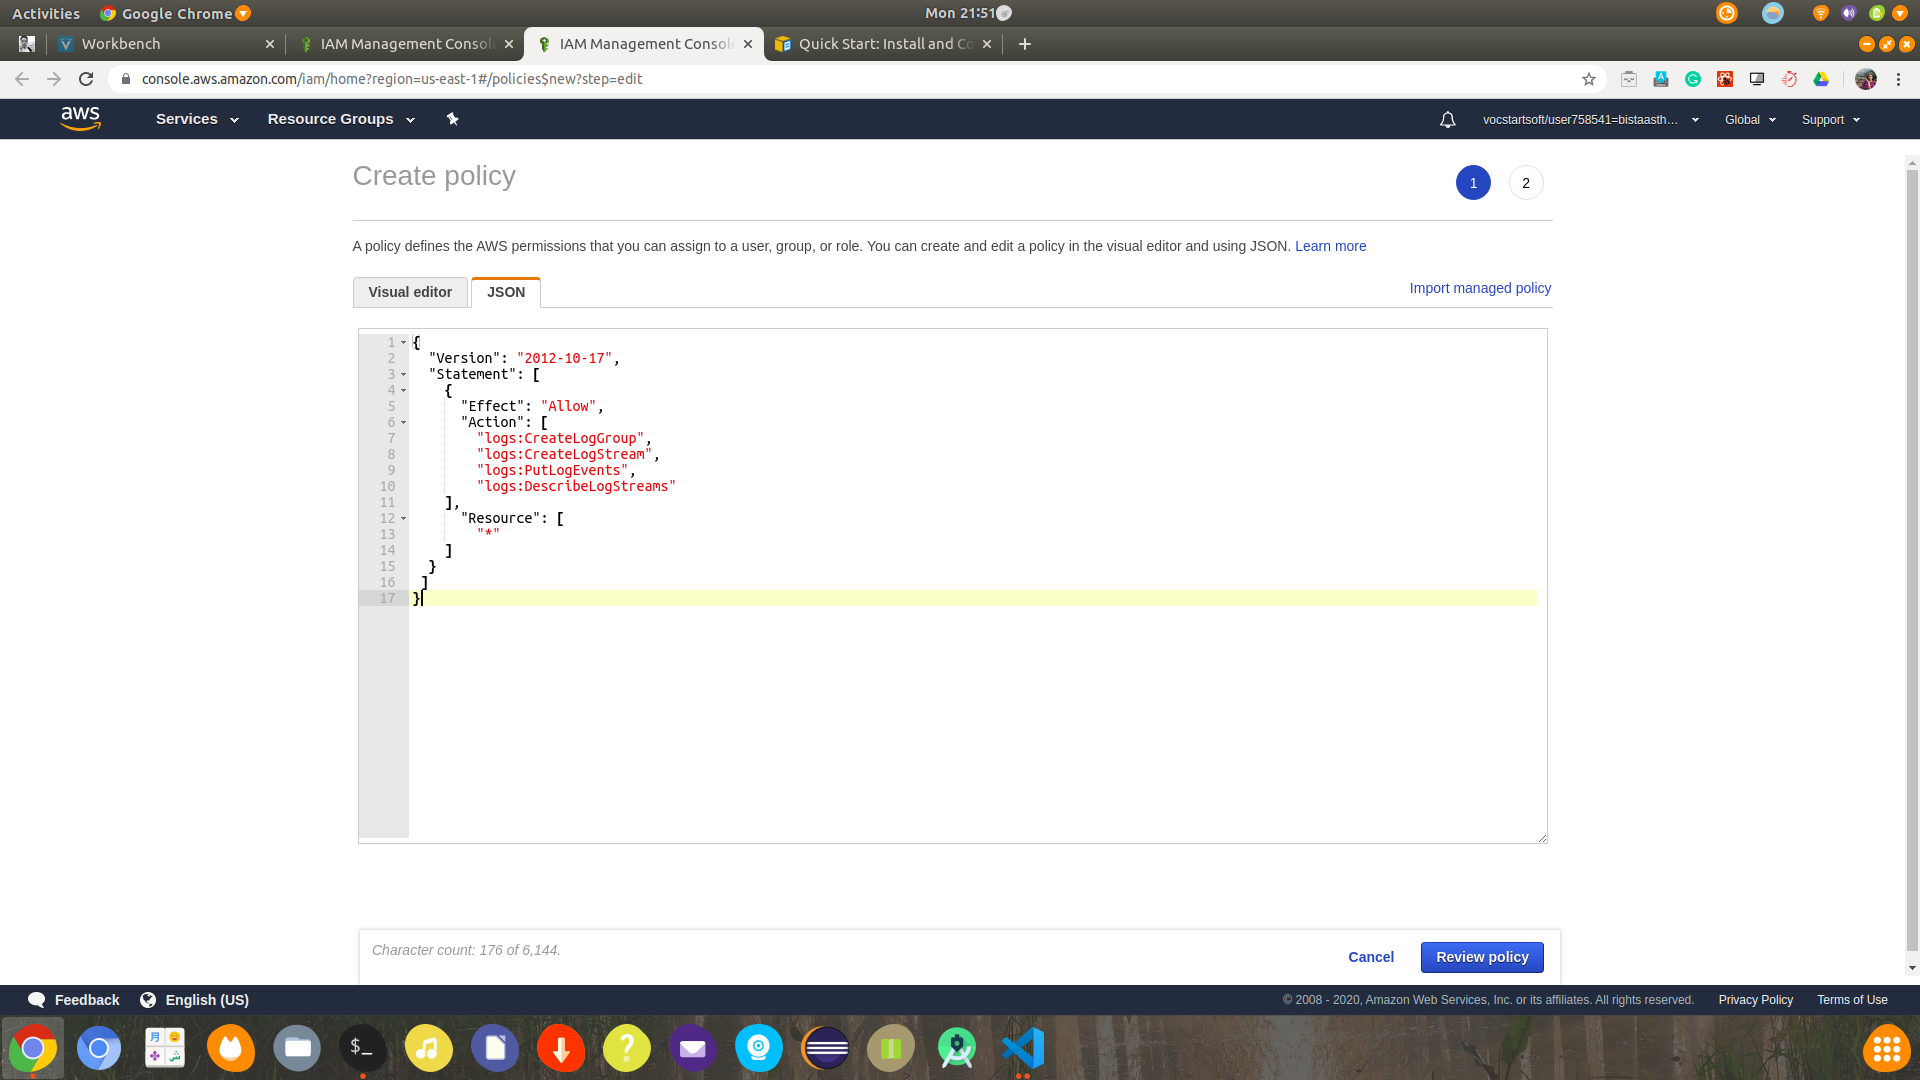 Activities
Google Chrome
Mon 21:51
Workbench
IAM Management Consol
IAM Management Consol
Quick Start: Install and Co
console.aws.amazon.com/iam/home?region=us-east-1#/policies$new?step=edit
aws
Services
Resource Groups
vocstartsoft/user758541=bistaasth...
Global
Support
Create policy
1
2
A policy defines the AWS permissions that you can assign to a user, group, or role. You can create and edit a policy in the visual editor and using JSON. Learn more
Visual editor
JSON
Import managed policy
1 {
2 "Version": "2012-10-17",
3 "Statement": [
4 {
5 "Effect": "Allow",
6 "Action": [
7 "logs:CreateLogGroup",
8 "logs:CreateLogStream",
9 "logs:PutLogEvents",
10 "logs:DescribeLogStreams"
11 ],
12 "Resource": [
13 "*"
14 ]
15 }
16 ]
17 }
Character count: 176 of 6,144.
Cancel
Review policy
Feedback
English (US)
© 2008 - 2020, Amazon Web Services, Inc. or its affiliates. All rights reserved.
Privacy Policy
Terms of Use